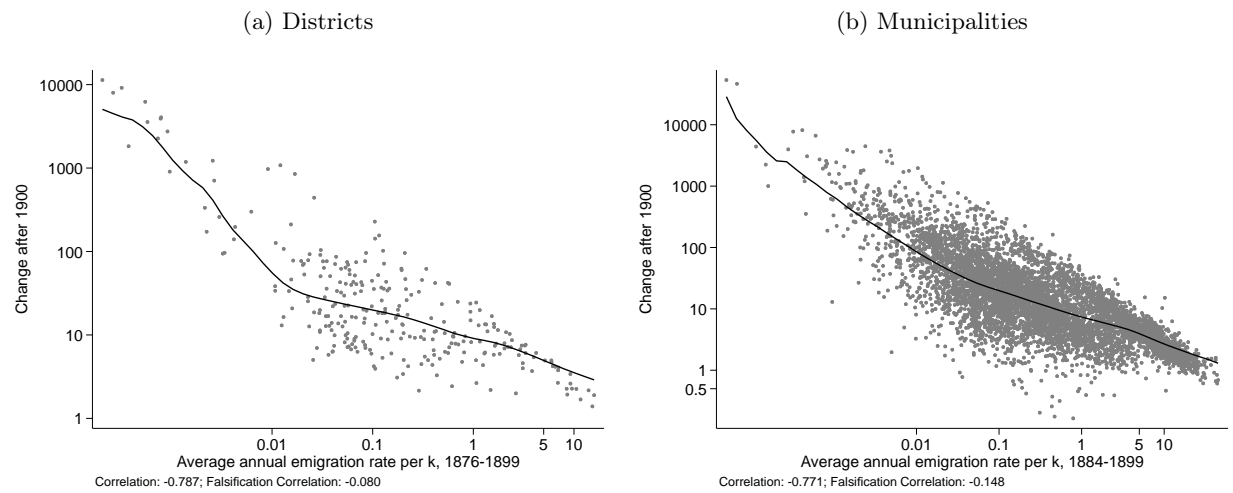 (a) Districts
10000
1000
100
10
1
Change after 1900
0.01 0.1 1 5 10
Average annual emigration rate per k, 1876-1899
Correlation: -0.787; Falsification Correlation: -0.080
(b) Municipalities
10000
1000
100
10
1
0.5
Change after 1900
0.01 0.1 1 5 10
Average annual emigration rate per k, 1884-1899
Correlation: -0.771; Falsification Correlation: -0.148